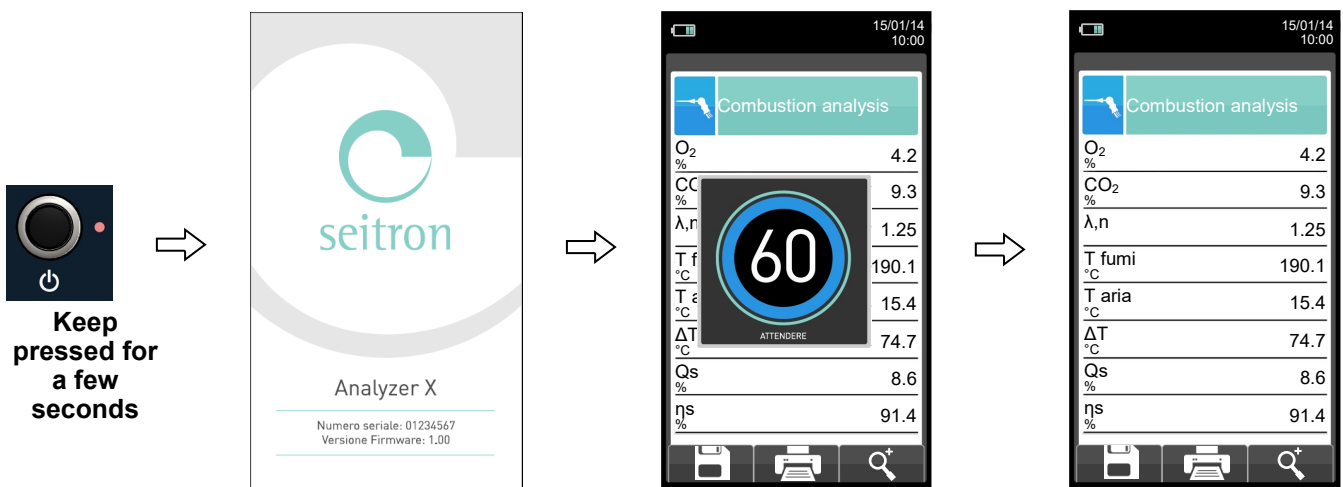 Keep
pressed for
a few
seconds
seitron
Analyzer X
Numero seriale: 01234567
Versione Firmware: 1.00
15/01/14
10:00
Combustion analysis
O2
% 4.2
CO
% 9.3
λ,n 1.25
T f
°C 190.1
T a
°C 15.4
ΔT
°C 74.7
Qs
% 8.6
ηs
% 91.4
60
ATTENDERE
15/01/14
10:00
Combustion analysis
O2
% 4.2
CO2
% 9.3
λ,n 1.25
T fumi
°C 190.1
T aria
°C 15.4
ΔT
°C 74.7
Qs
% 8.6
ηs
% 91.4